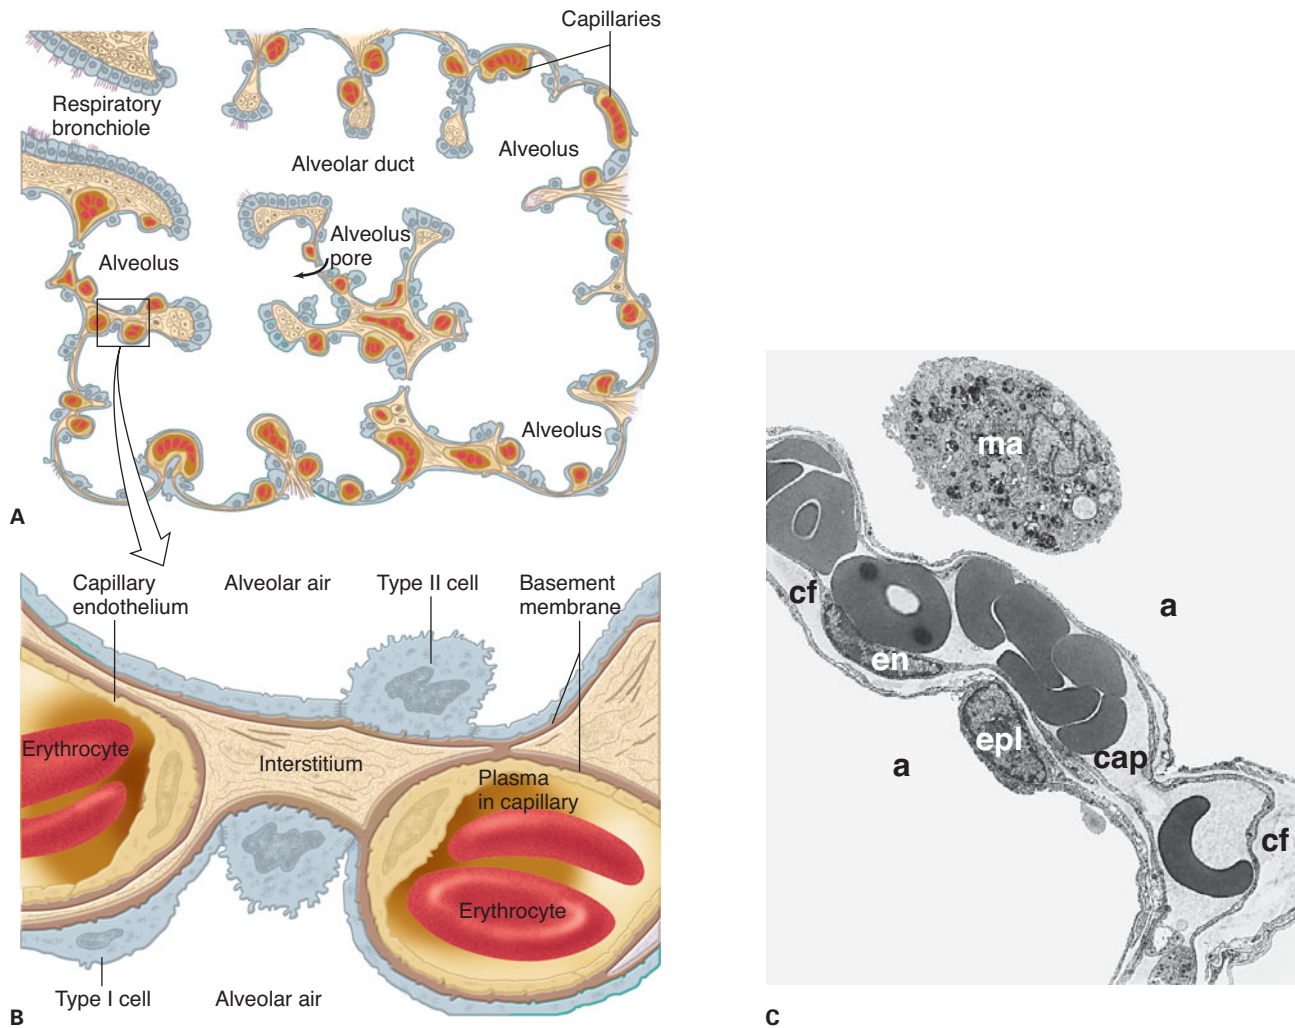 Capillaries
Respiratory
bronchiole
Alveolar duct
Alveolus
Alveolus
pore
Alveolus
Alveolus
A
Capillary
endothelium
Alveolar air
Type II cell
Basement
membrane
Erythrocyte
Interstitium
Plasma
in capillary
Erythrocyte
Type I cell
Alveolar air
B
ma
cf
a
en
epl
a
cap
cf
C